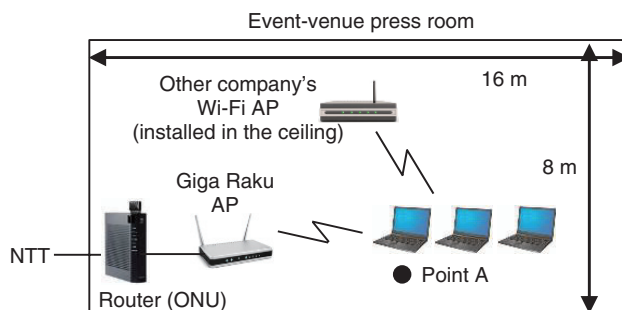 Event-venue press room
16 m
Other company's
Wi-Fi AP
(installed in the ceiling)
8 m
Giga Raku
AP
NTT
Point A
Router (ONU)